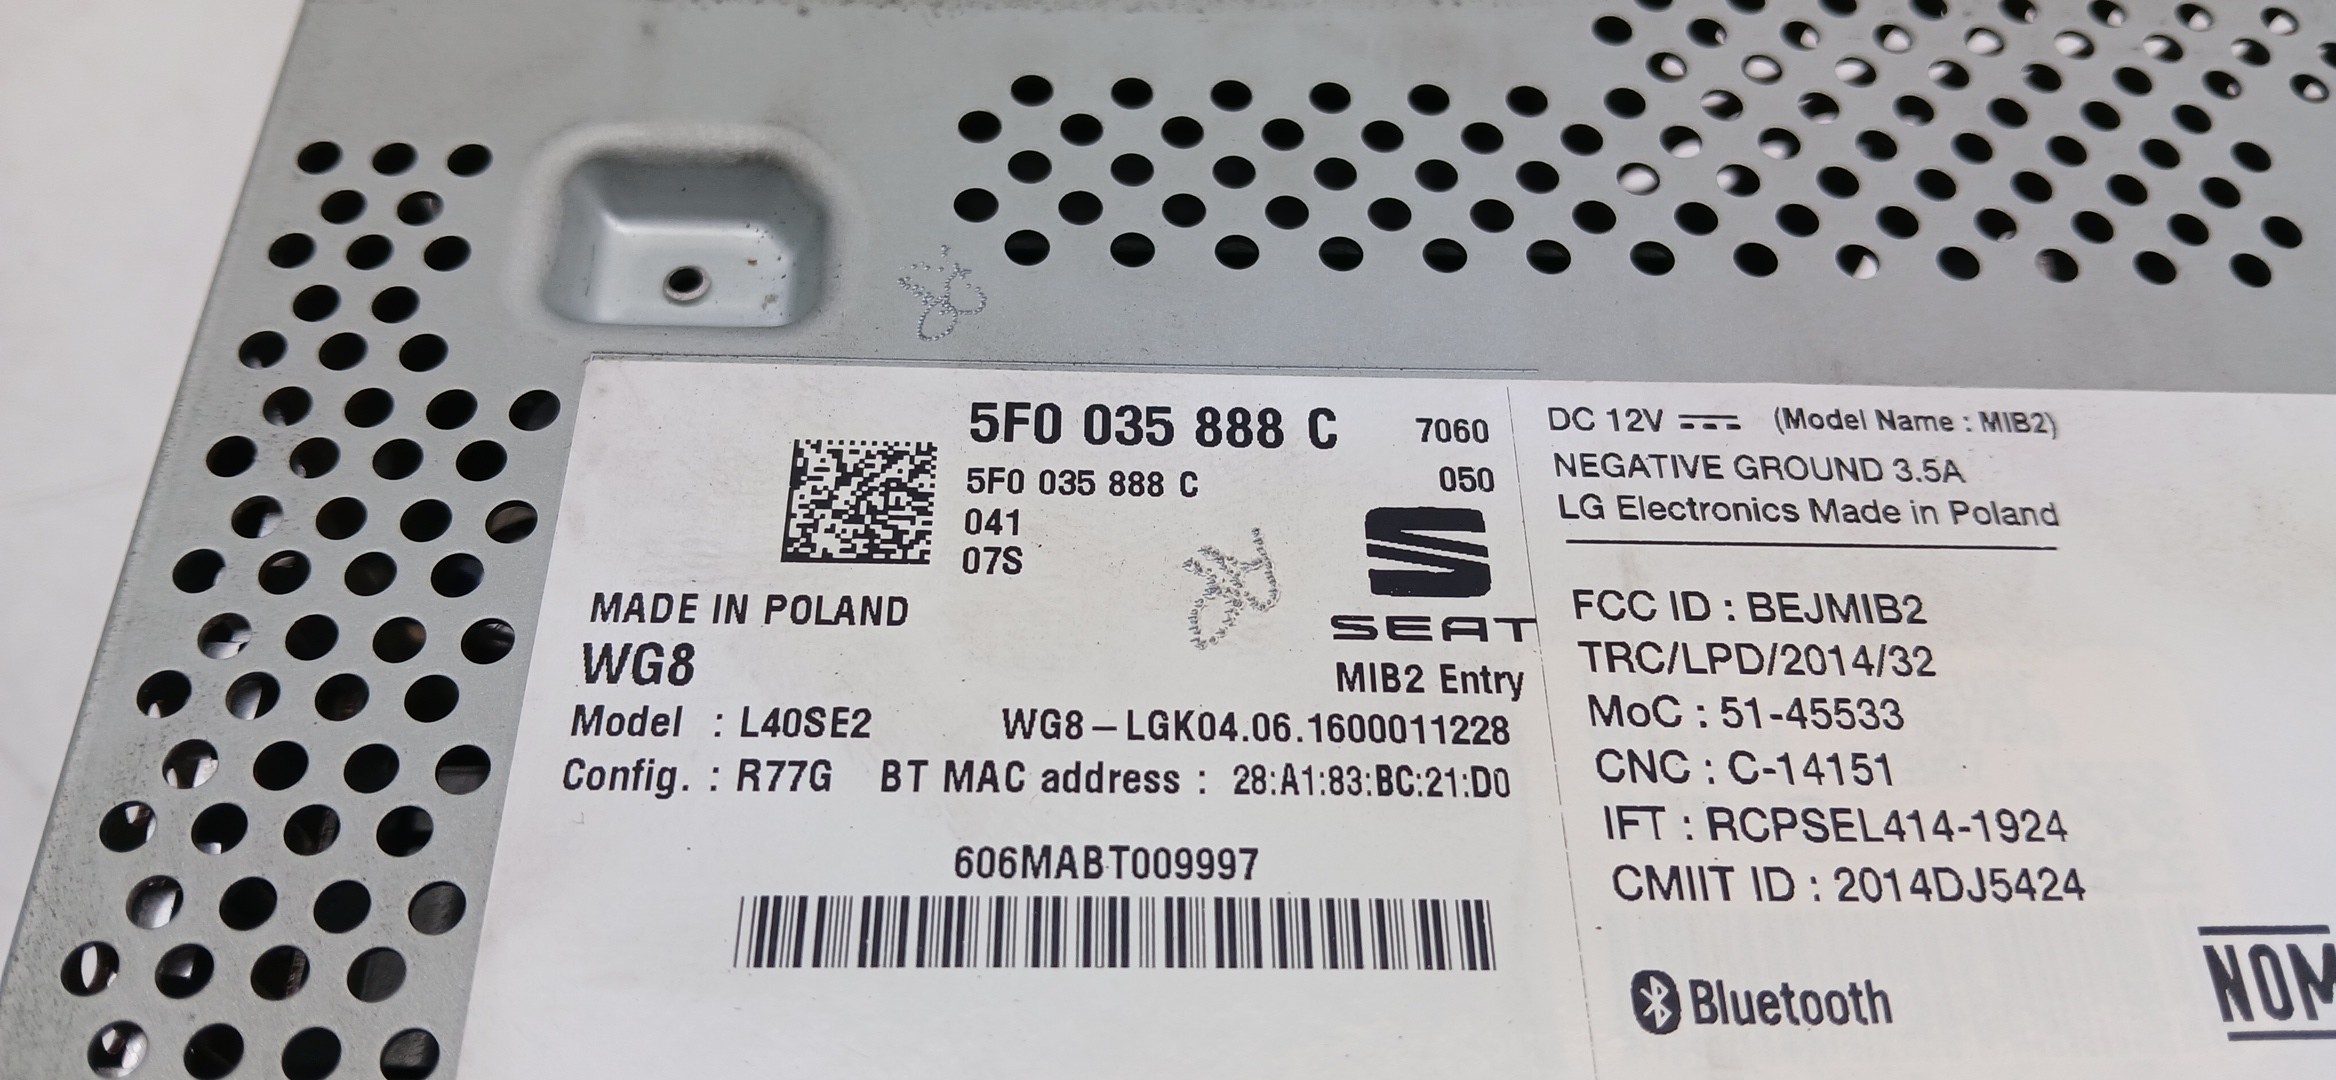 5F0 035 888 C 7060
5F0 035 888 C 050
041
07S
MADE IN POLAND
SEAT
WG8
MIB2 Entry
Model : L40SE2 WG8-LGK04.06.1600011228
Config. : R77G BT MAC address : 28:A1:83:BC:21:D0
606MABT009997
DC 12V (Model Name : MIB2)
NEGATIVE GROUND 3.5A
LG Electronics Made in Poland
FCC ID : BEJMIB2
TRC/LPD/2014/32
MoC : 51-45533
CNC : C-14151
IFT : RCPSEL414-1924
CMIIT ID : 2014DJ5424
Bluetooth
NOM